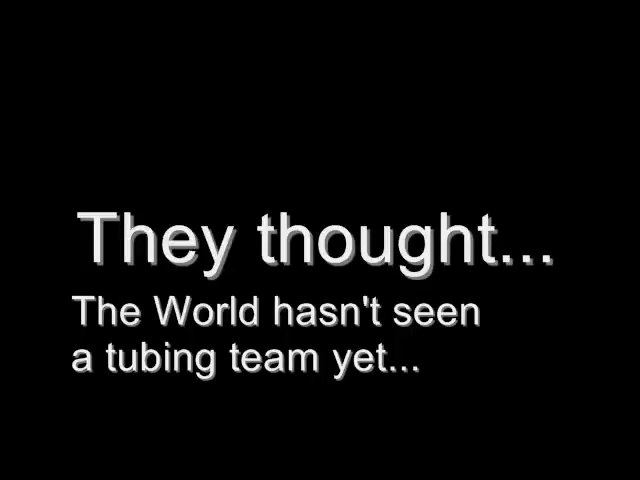 They thought...
The World hasn't seen
a tubing team yet...